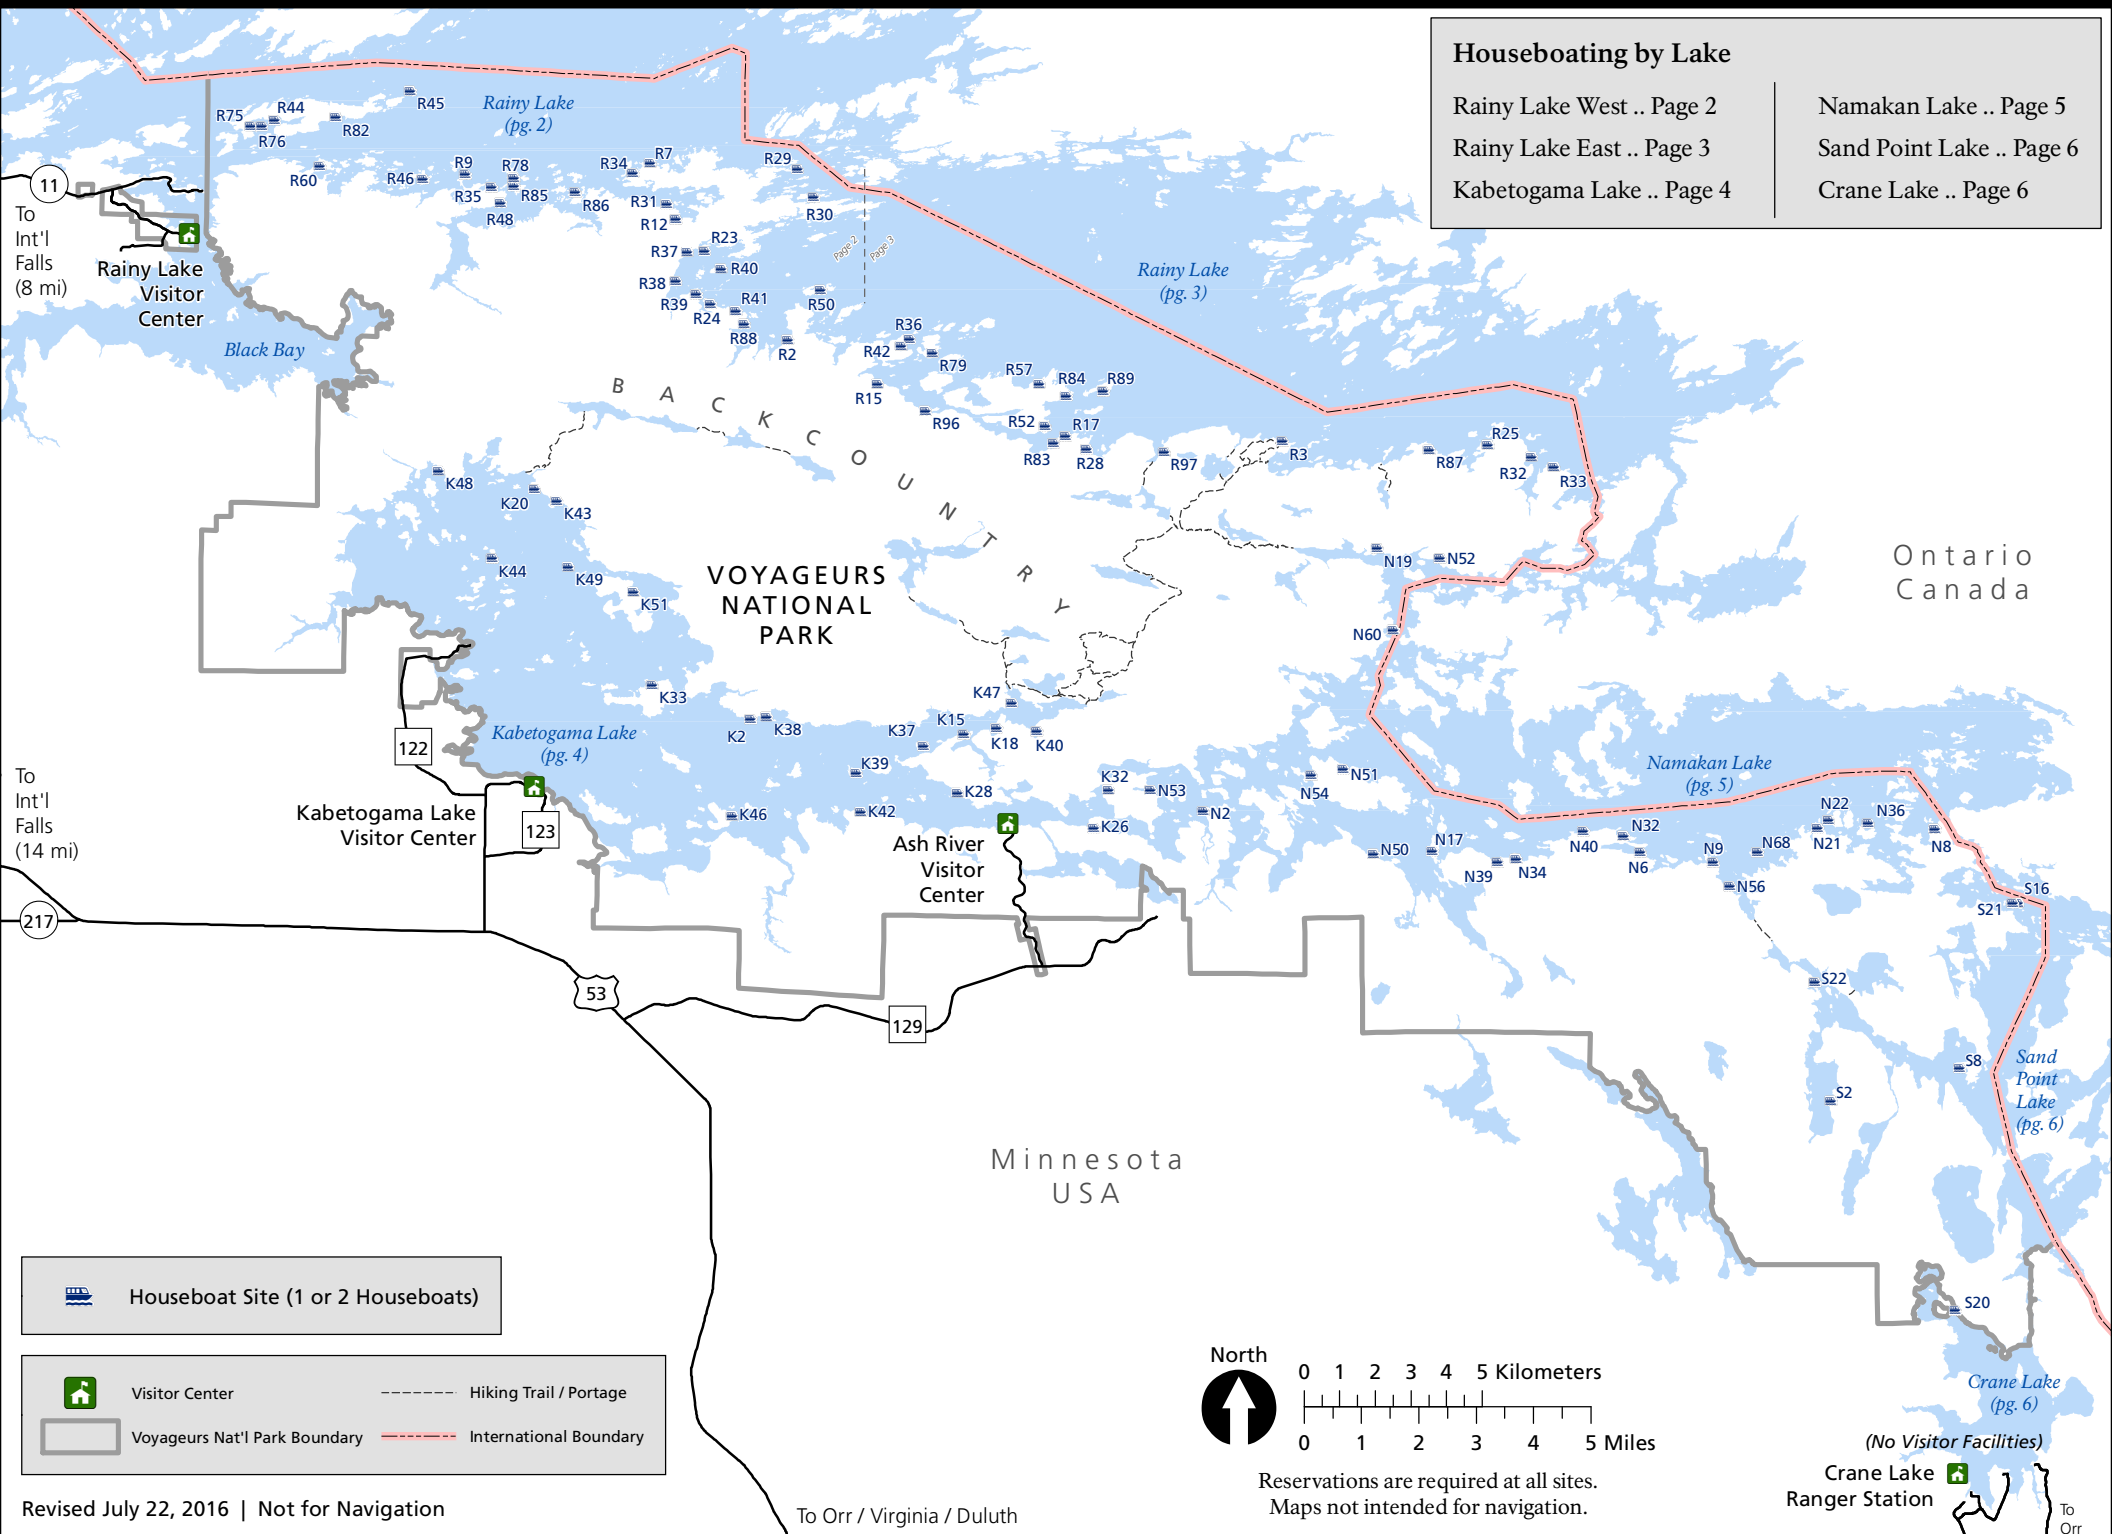 Houseboating by Lake
Rainy Lake West .. Page 2
Rainy Lake East .. Page 3
Kabetogama Lake .. Page 4
Namakan Lake .. Page 5
Sand Point Lake .. Page 6
Crane Lake .. Page 6
R75
R44
R76
R82
R45
Rainy Lake
(pg. 2)
R60
R46
R9
R78
R35
R85
R48
R86
R34
R7
R31
R12
R29
R30
R37
R23
R40
R38
R39
R24
R41
R88
R50
R2
Page 2
Page 3
Rainy Lake
(pg. 3)
11
To
Int'l
Falls
(8 mi)
Rainy Lake
Visitor
Center
Black Bay
R36
R42
R79
R15
R96
R57
R84
R89
R52
R17
R83
R28
R97
R3
R87
R25
R32
R33
BACKCOUNTRY
K48
K20
K43
K44
K49
K51
VOYAGEURS
NATIONAL
PARK
N19
N52
N60
Ontario
Canada
K33
K2
K38
K47
K15
K37
K18
K40
K39
K28
K42
K46
K32
K26
N53
N2
N54
N51
Kabetogama Lake
(pg. 4)
122
123
Kabetogama Lake
Visitor Center
To
Int'l
Falls
(14 mi)
217
Ash River
Visitor
Center
Namakan Lake
(pg. 5)
N50
N17
N39
N34
N40
N32
N6
N9
N68
N56
N22
N21
N36
N8
S16
S21
S22
S8
S2
Sand
Point
Lake
(pg. 6)
53
129
Minnesota
USA
S20
Crane Lake
(pg. 6)
(No Visitor Facilities)
Crane Lake
Ranger Station
To
Orr
Houseboat Site (1 or 2 Houseboats)
Visitor Center
Hiking Trail / Portage
Voyageurs Nat'l Park Boundary
International Boundary
Revised July 22, 2016 | Not for Navigation
To Orr / Virginia / Duluth
North
0 1 2 3 4 5 Kilometers
0 1 2 3 4 5 Miles
Reservations are required at all sites.
Maps not intended for navigation.